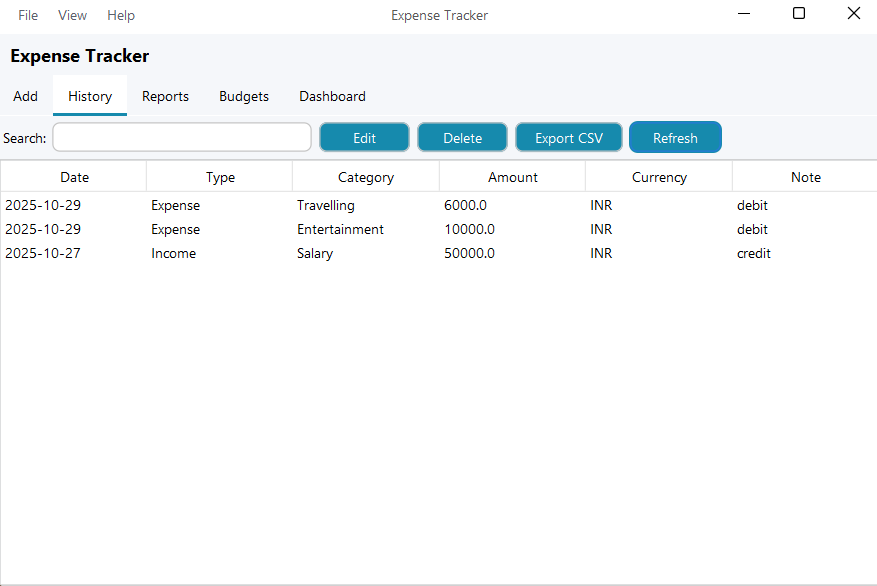 File View Help Expense Tracker
Expense Tracker
Add History Reports Budgets Dashboard
Search: Edit Delete Export CSV Refresh
Date Type Category Amount Currency Note
2025-10-29 Expense Travelling 6000.0 INR debit
2025-10-29 Expense Entertainment 10000.0 INR debit
2025-10-27 Income Salary 50000.0 INR credit